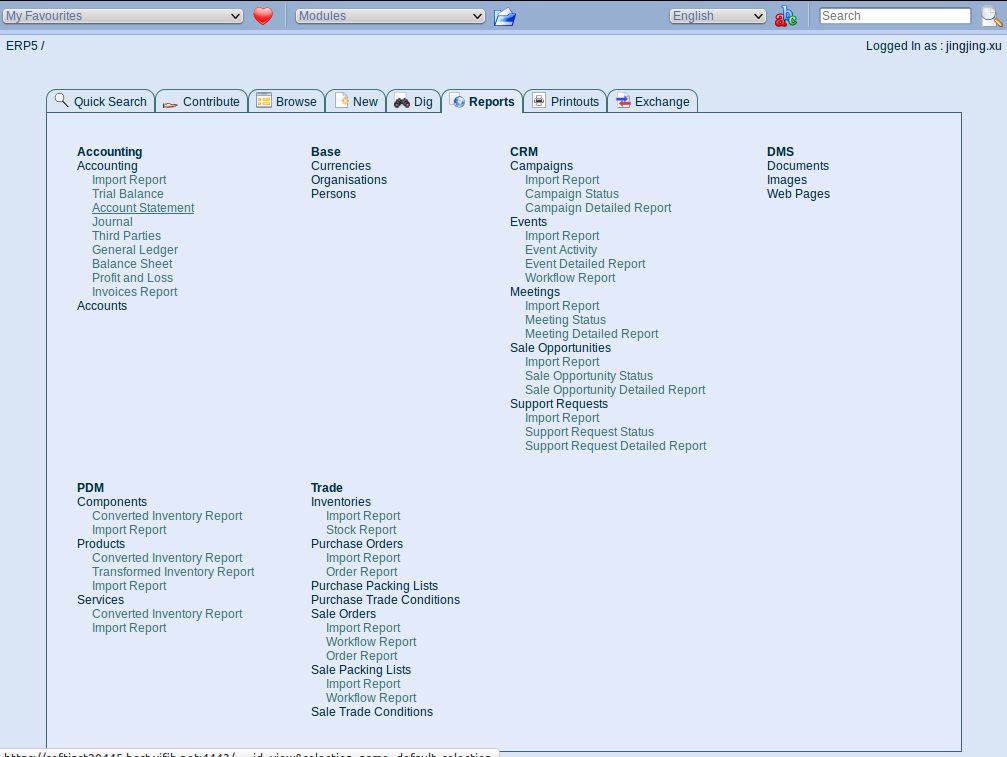 My Favourites
Modules
English
abc
Search
ERP5 /
Logged In as : jingjing.xu
Quick Search
Contribute
Browse
New
Dig
Reports
Printouts
Exchange
Accounting
Accounting
Import Report
Trial Balance
Account Statement
Journal
Third Parties
General Ledger
Balance Sheet
Profit and Loss
Invoices Report
Accounts
Base
Currencies
Organisations
Persons
CRM
Campaigns
Import Report
Campaign Status
Campaign Detailed Report
Events
Import Report
Event Activity
Event Detailed Report
Workflow Report
Meetings
Import Report
Meeting Status
Meeting Detailed Report
Sale Opportunities
Import Report
Sale Opportunity Status
Sale Opportunity Detailed Report
Support Requests
Import Report
Support Request Status
Support Request Detailed Report
DMS
Documents
Images
Web Pages
PDM
Components
Converted Inventory Report
Import Report
Products
Converted Inventory Report
Transformed Inventory Report
Import Report
Services
Converted Inventory Report
Import Report
Trade
Inventories
Import Report
Stock Report
Purchase Orders
Import Report
Order Report
Purchase Packing Lists
Purchase Trade Conditions
Sale Orders
Import Report
Workflow Report
Order Report
Sale Packing Lists
Import Report
Workflow Report
Sale Trade Conditions